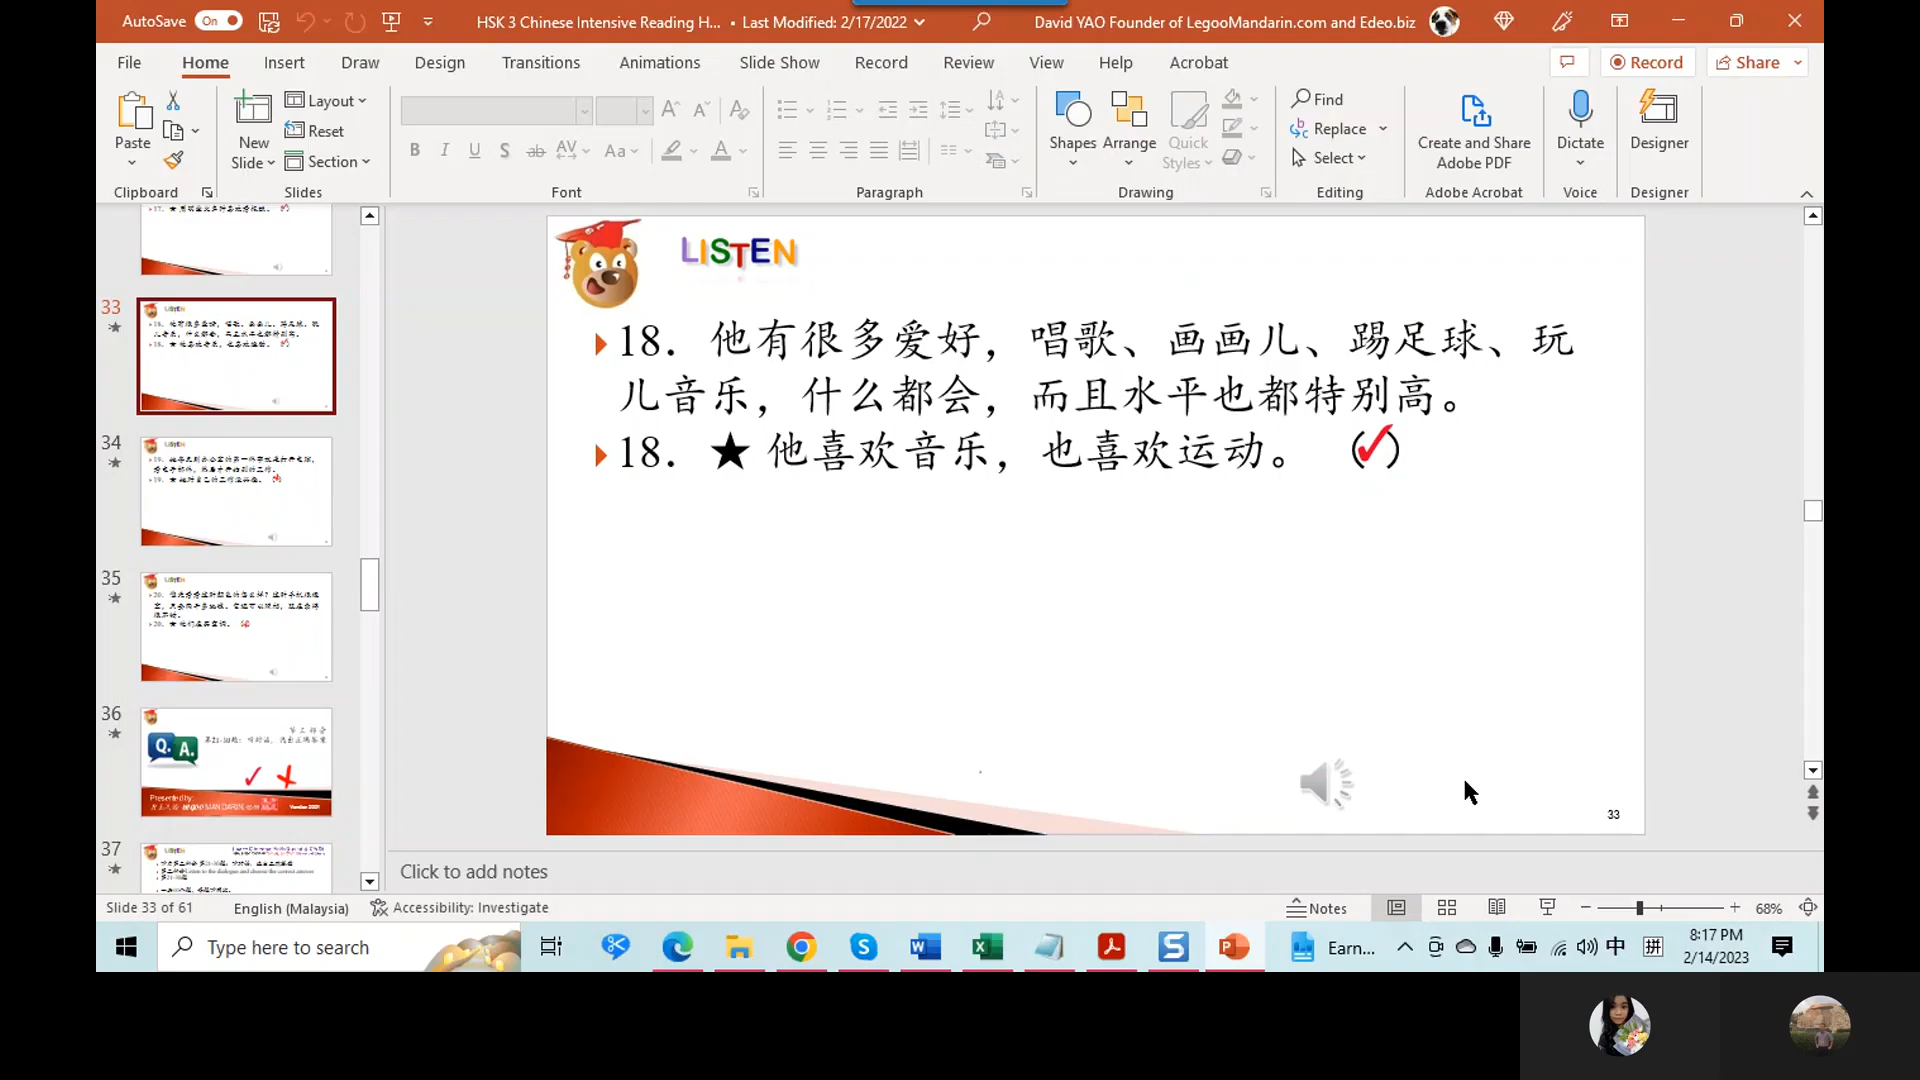 AutoSave On HSK 3 Chinese Intensive Reading H... • Last Modified: 2/17/2022 David YAO Founder of LegooMandarin.com and Edeo.biz
File Home Insert Draw Design Transitions Animations Slide Show Record Review View Help Acrobat Record Share
Paste
New Slide
Layout
Reset
Section
B I U S ab AV Aa A
Shapes Arrange Quick Styles
Find
Replace
Select
Create and Share Adobe PDF
Dictate
Designer
Clipboard Slides Font Paragraph Drawing Editing Adobe Acrobat Voice Designer
33
34
35
36
37
Q. A.
LISTEN
18. 他有很多爱好，唱歌、画画儿、踢足球、玩
儿音乐，什么都会，而且水平也都特别高。
18. ★ 他喜欢音乐，也喜欢运动。 (✓)
33
Click to add notes
Slide 33 of 61 English (Malaysia) Accessibility: Investigate Notes 68%
Type here to search Earn... 中 拼 8:17 PM
2/14/2023